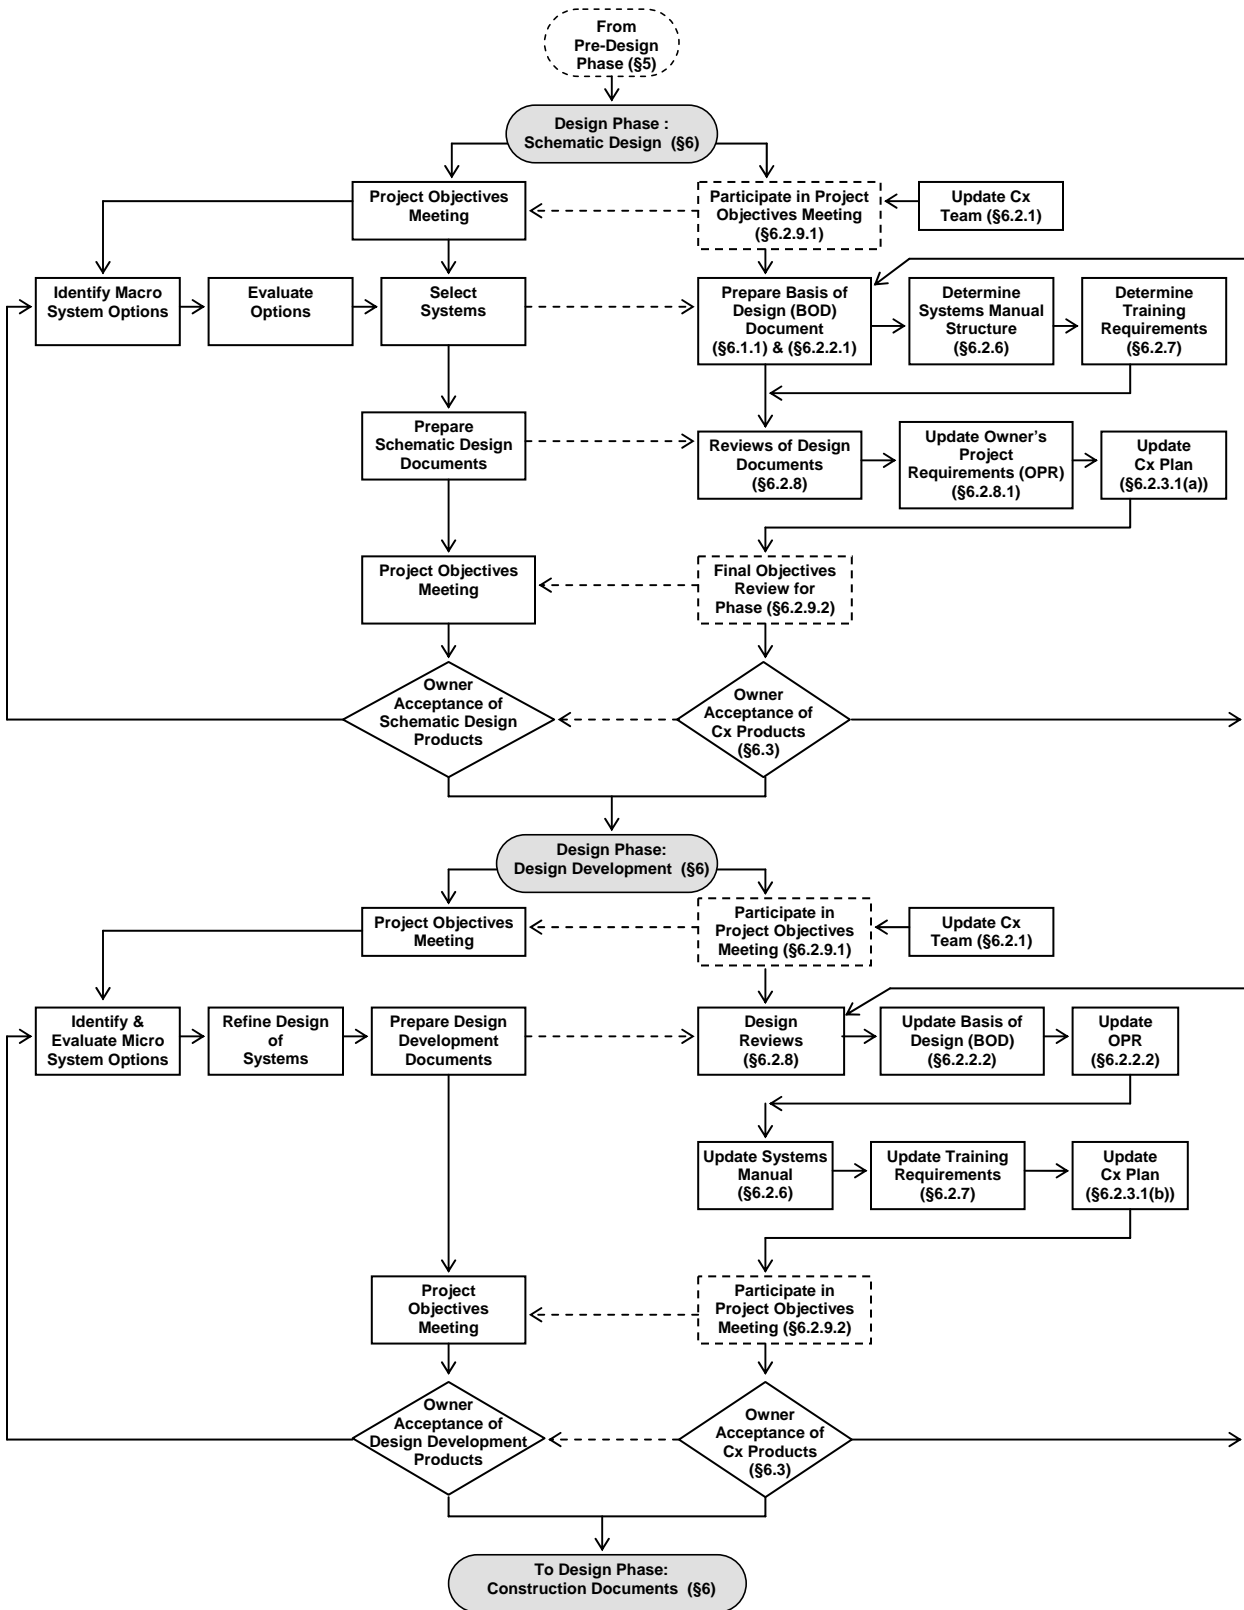 From
Pre-Design
Phase (§5)
Design Phase :
Schematic Design (§6)
Project Objectives
Meeting
Participate in Project
Objectives Meeting
(§6.2.9.1)
Update Cx
Team (§6.2.1)
Identify Macro
System Options
Evaluate
Options
Select
Systems
Prepare Basis of
Design (BOD)
Document
(§6.1.1) & (§6.2.2.1)
Determine
Systems Manual
Structure
(§6.2.6)
Determine
Training
Requirements
(§6.2.7)
Prepare
Schematic Design
Documents
Reviews of Design
Documents
(§6.2.8)
Update Owner's
Project
Requirements (OPR)
(§6.2.8.1)
Update
Cx Plan
(§6.2.3.1(a))
Project Objectives
Meeting
Final Objectives
Review for
Phase (§6.2.9.2)
Owner
Acceptance of
Schematic Design
Products
Owner
Acceptance of
Cx Products
(§6.3)
Design Phase:
Design Development (§6)
Project Objectives
Meeting
Participate in
Project Objectives
Meeting (§6.2.9.1)
Update Cx
Team (§6.2.1)
Identify &
Evaluate Micro
System Options
Refine Design
of
Systems
Prepare Design
Development
Documents
Design
Reviews
(§6.2.8)
Update Basis of
Design (BOD)
(§6.2.2.2)
Update
OPR
(§6.2.2.2)
Update Systems
Manual
(§6.2.6)
Update Training
Requirements
(§6.2.7)
Update
Cx Plan
(§6.2.3.1(b))
Project
Objectives
Meeting
Participate in
Project Objectives
Meeting (§6.2.9.2)
Owner
Acceptance of
Design Development
Products
Owner
Acceptance of
Cx Products
(§6.3)
To Design Phase:
Construction Documents (§6)